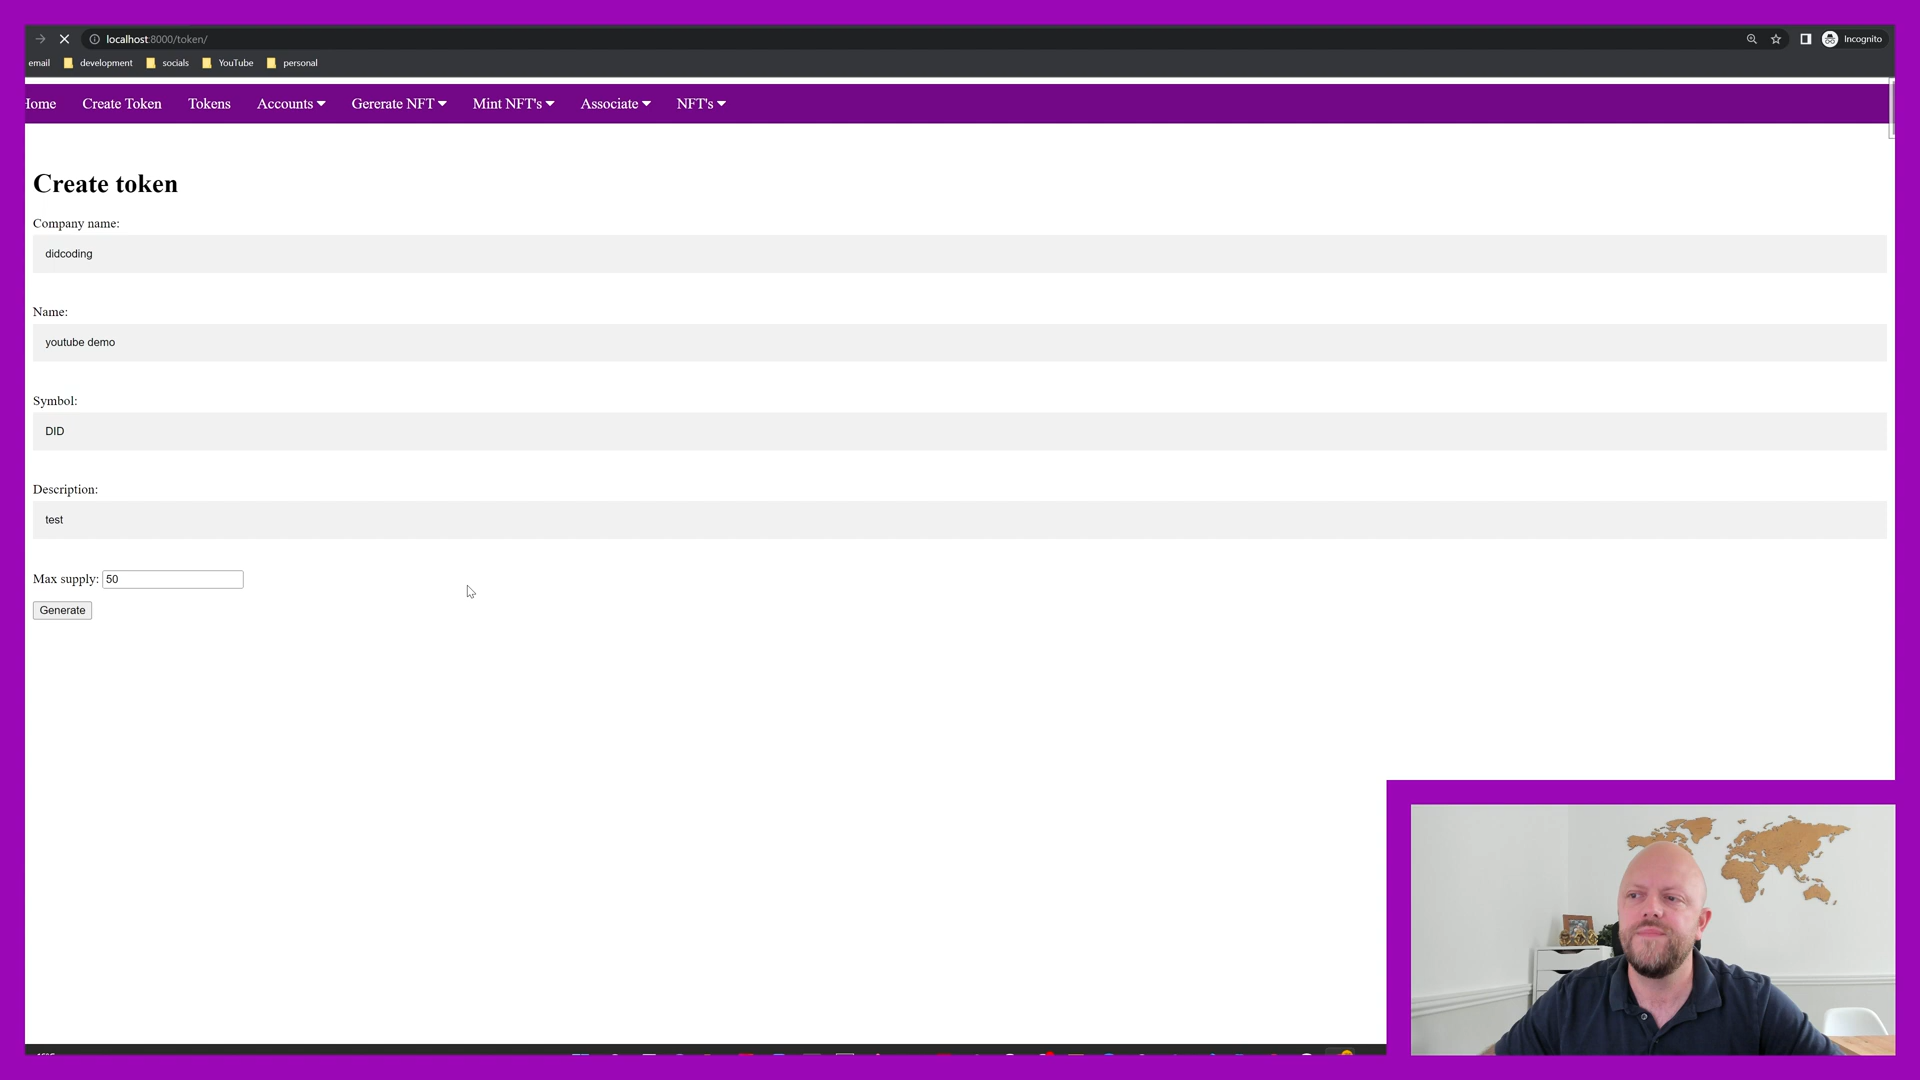 localhost:8000/token/
Incognito
email development socials YouTube personal
Home Create Token Tokens Accounts Gererate NFT Mint NFT's Associate NFT's
Create token
Company name:
didcoding
Name:
youtube demo
Symbol:
DID
Description:
test
Max supply: 50
Generate